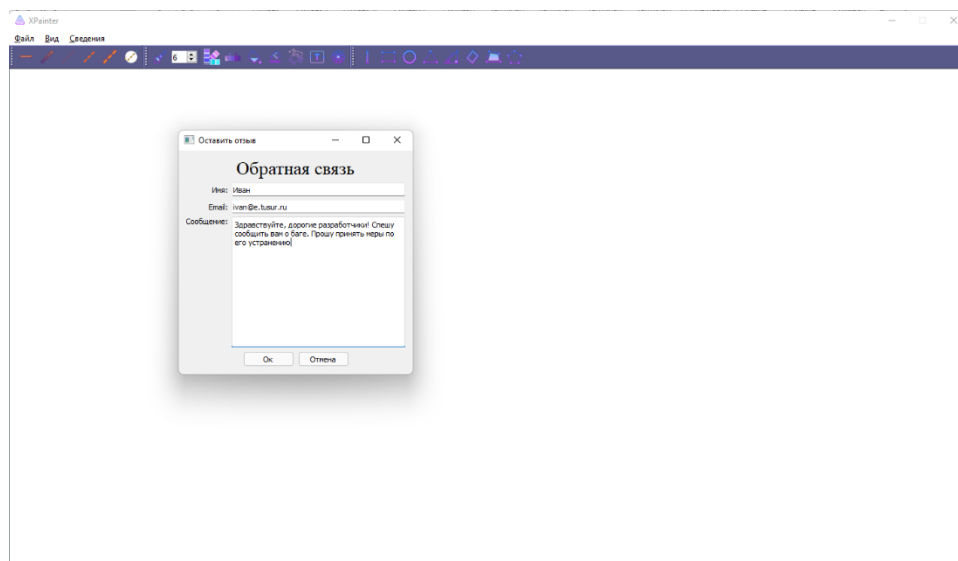 XPainter
Файл Вид Сведения
6 T
Оставить отзыв
Обратная связь
Имя: Иван
Email: ivan@e.tusur.ru
Сообщение: Здравствуйте, дорогие разработчики! Спешу
сообщить вам о баге. Прошу принять меры по
его устранению
Ок Отмена